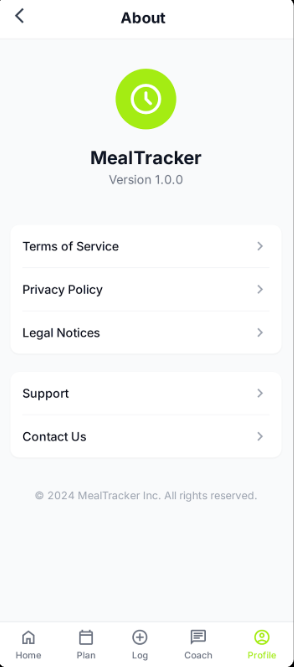 About
MealTracker
Version 1.0.0
Terms of Service
Privacy Policy
Legal Notices
Support
Contact Us
© 2024 MealTracker Inc. All rights reserved.
Home Plan Log Coach Profile